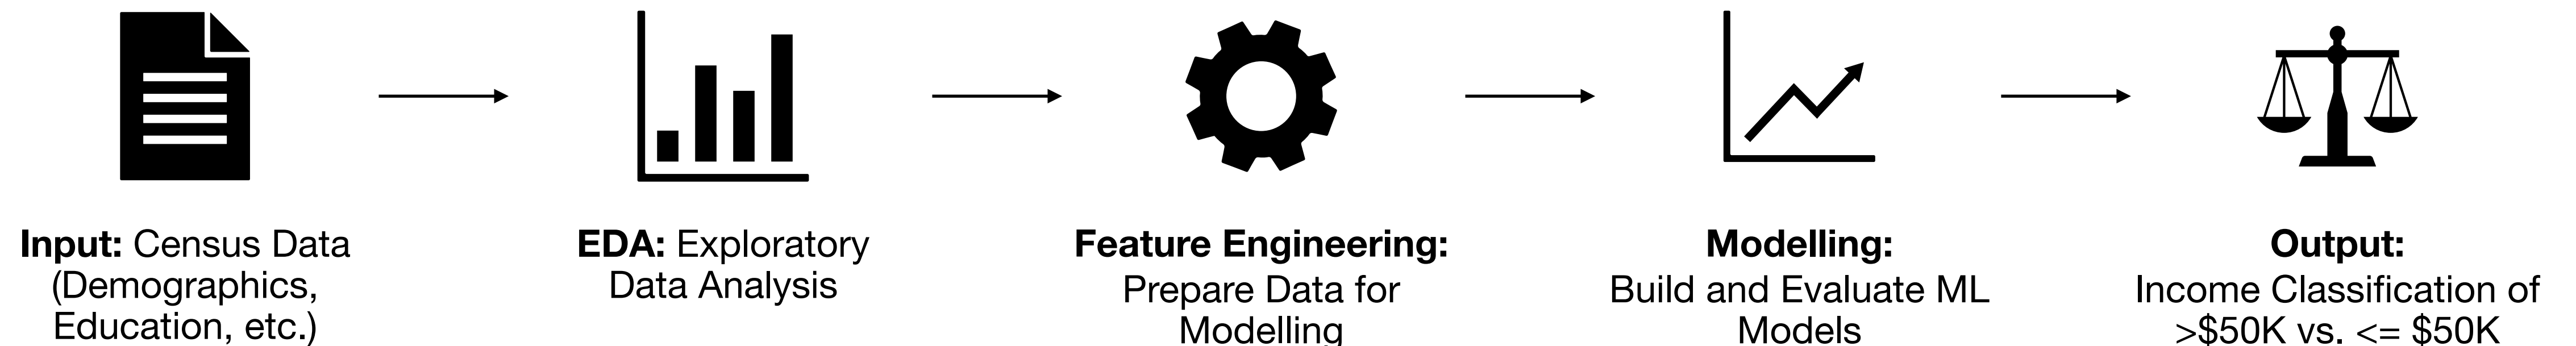 Input: Census Data
(Demographics,
Education, etc.)
EDA: Exploratory
Data Analysis
Feature Engineering:
Prepare Data for
Modelling
Modelling:
Build and Evaluate ML
Models
Output:
Income Classification of
>$50K vs. <= $50K